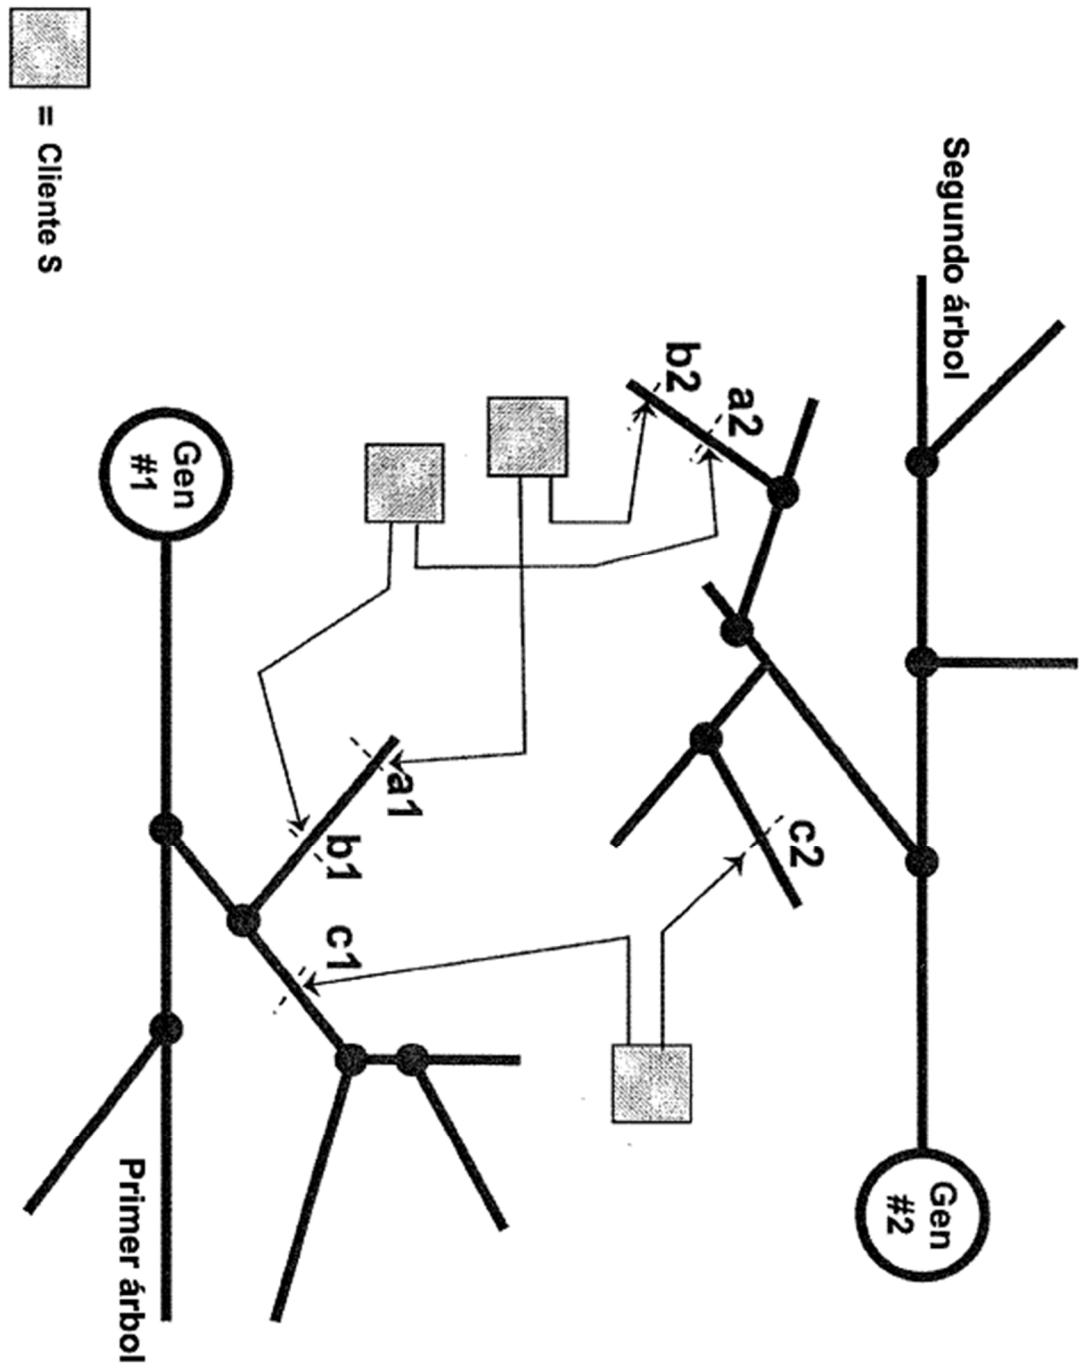 Segundo árbol
b2
a2
c2
Gen
#2
Gen
#1
a1
b1
c1
Primer árbol
= Cliente S